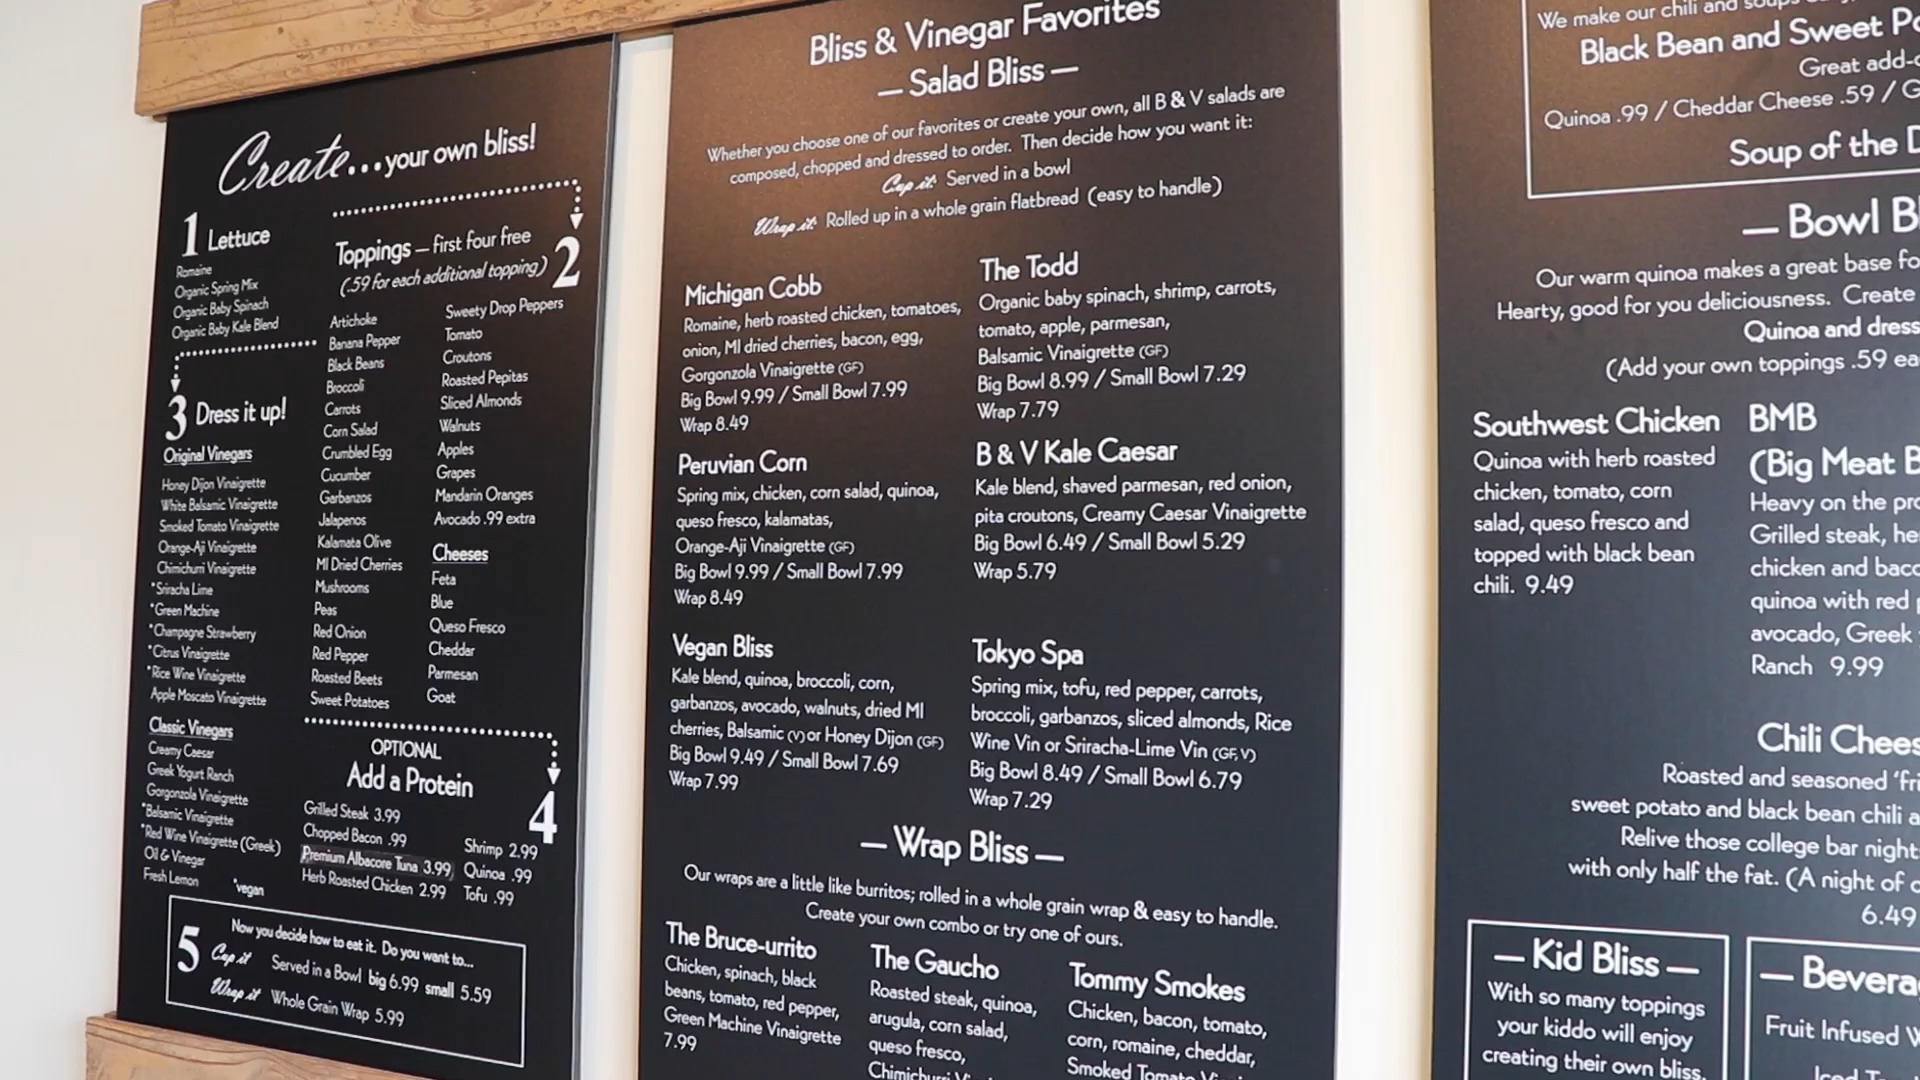 Create...your own bliss!
1 Lettuce
Romaine
Organic Spring Mix
Organic Baby Spinach
Organic Baby Kale Blend
Toppings – first four free
(.59 for each additional topping)
2
Artichoke
Banana Pepper
Black Beans
Broccoli
Carrots
Corn Salad
Crumbled Egg
Cucumber
Garbanzos
Jalapenos
Kalamata Olive
MI Dried Cherries
Mushrooms
Peas
Red Onion
Red Pepper
Roasted Beets
Sweet Potatoes
Sweety Drop Peppers
Tomato
Croutons
Roasted Pepitas
Sliced Almonds
Walnuts
Apples
Grapes
Mandarin Oranges
Avocado .99 extra
Cheeses
Feta
Blue
Queso Fresco
Cheddar
Parmesan
Goat
3 Dress it up!
Original Vinegars
Honey Dijon Vinaigrette
White Balsamic Vinaigrette
Smoked Tomato Vinaigrette
Orange-Aji Vinaigrette
Chimichurri Vinaigrette
*Sriracha Lime
*Green Machine
*Champagne Strawberry
*Citrus Vinaigrette
*Rice Wine Vinaigrette
Apple Moscato Vinaigrette
Classic Vinegars
Creamy Caesar
Greek Yogurt Ranch
Gorgonzola Vinaigrette
*Balsamic Vinaigrette
*Red Wine Vinaigrette (Greek)
Oil & Vinegar
Fresh Lemon
*vegan
OPTIONAL
Add a Protein
4
Grilled Steak 3.99
Chopped Bacon .99
Premium Albacore Tuna 3.99
Herb Roasted Chicken 2.99
Shrimp 2.99
Quinoa .99
Tofu .99
5
Now you decide how to eat it. Do you want to...
Cup it Served in a Bowl big 6.99 small 5.59
Wrap it Whole Grain Wrap 5.99
Bliss & Vinegar Favorites
– Salad Bliss –
Whether you choose one of our favorites or create your own, all B & V salads are
composed, chopped and dressed to order. Then decide how you want it:
Cup it: Served in a bowl
Wrap it: Rolled up in a whole grain flatbread (easy to handle)
Michigan Cobb
Romaine, herb roasted chicken, tomatoes,
onion, MI dried cherries, bacon, egg,
Gorgonzola Vinaigrette (GF)
Big Bowl 9.99 / Small Bowl 7.99
Wrap 8.49
The Todd
Organic baby spinach, shrimp, carrots,
tomato, apple, parmesan,
Balsamic Vinaigrette (GF)
Big Bowl 8.99 / Small Bowl 7.29
Wrap 7.79
Peruvian Corn
Spring mix, chicken, corn salad, quinoa,
queso fresco, kalamatas,
Orange-Aji Vinaigrette (GF)
Big Bowl 9.99 / Small Bowl 7.99
Wrap 8.49
B & V Kale Caesar
Kale blend, shaved parmesan, red onion,
pita croutons, Creamy Caesar Vinaigrette
Big Bowl 6.49 / Small Bowl 5.29
Wrap 5.79
Vegan Bliss
Kale blend, quinoa, broccoli, corn,
garbanzos, avocado, walnuts, dried MI
cherries, Balsamic (V) or Honey Dijon (GF)
Big Bowl 9.49 / Small Bowl 7.69
Wrap 7.99
Tokyo Spa
Spring mix, tofu, red pepper, carrots,
broccoli, garbanzos, sliced almonds, Rice
Wine Vin or Sriracha-Lime Vin (GF, V)
Big Bowl 8.49 / Small Bowl 6.79
Wrap 7.29
– Wrap Bliss –
Our wraps are a little like burritos; rolled in a whole grain wrap & easy to handle.
Create your own combo or try one of ours.
The Bruce-urrito
Chicken, spinach, black
beans, tomato, red pepper,
Green Machine Vinaigrette
7.99
The Gaucho
Roasted steak, quinoa,
arugula, corn salad,
queso fresco,
Chimichurri
Tommy Smokes
Chicken, bacon, tomato,
corn, romaine, cheddar,
Smoked Tomato
We make our chili and
Black Bean and Sweet
Great
Quinoa .99 / Cheddar Cheese .59 /
Soup of the
– Bowl
Our warm quinoa makes a great base
Hearty, good for you deliciousness. Create
Quinoa and
(Add your own toppings .59
Southwest Chicken
Quinoa with herb roasted
chicken, tomato, corn
salad, queso fresco and
topped with black bean
chili. 9.49
BMB
(Big Meat
Heavy on the
Grilled steak,
chicken and
quinoa with red
avocado, Greek
Ranch 9.99
Chili
Roasted and seasoned
sweet potato and black bean chili
Relive those college bar
with only half the fat. (A night of
6.49
– Kid Bliss –
With so many toppings
your kiddo will enjoy
creating their own bliss.
–
Fruit Infused
Iced